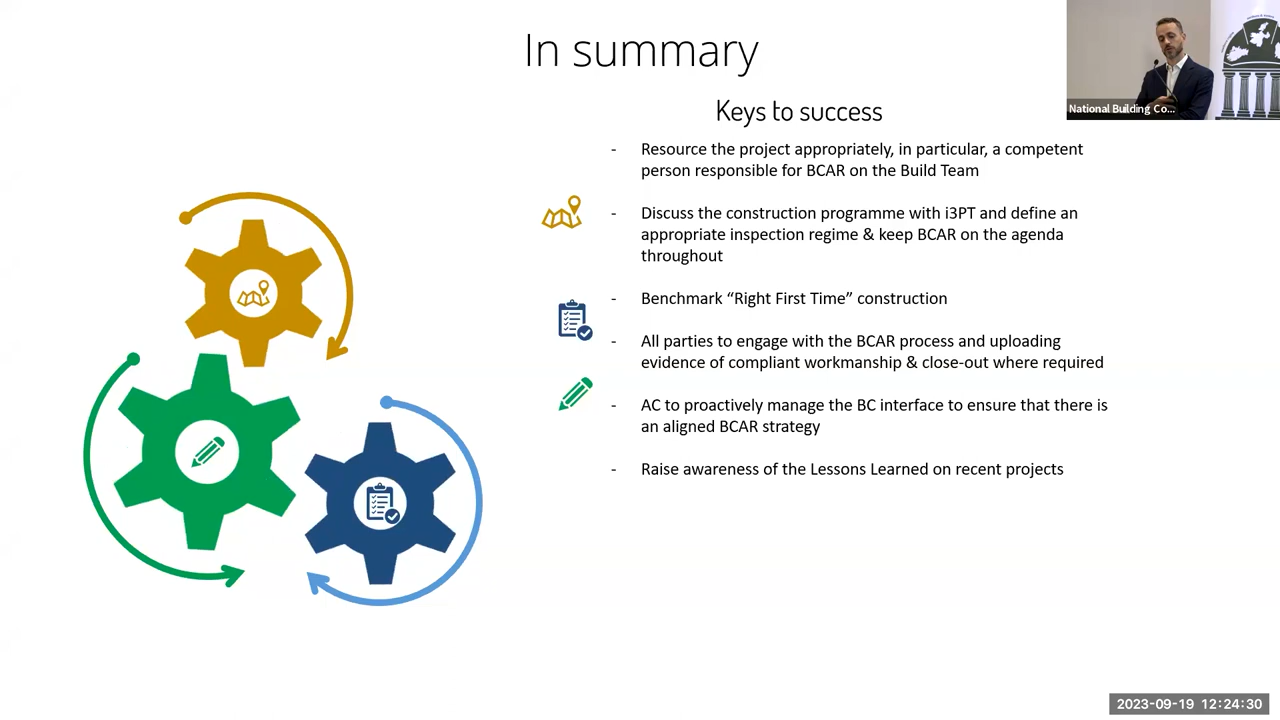 In summary
Keys to success
- Resource the project appropriately, in particular, a competent
person responsible for BCAR on the Build Team
- Discuss the construction programme with i3PT and define an
appropriate inspection regime & keep BCAR on the agenda
throughout
- Benchmark “Right First Time” construction
- All parties to engage with the BCAR process and uploading
evidence of compliant workmanship & close-out where required
- AC to proactively manage the BC interface to ensure that there is
an aligned BCAR strategy
- Raise awareness of the Lessons Learned on recent projects
National Building Co...
2023-09-19 12:24:30